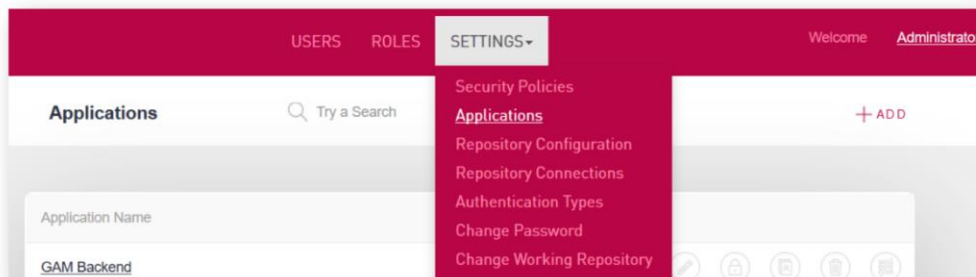 USERS ROLES SETTINGS Welcome Administrato
Security Policies
Applications Try a Search Applications + ADD
Repository Configuration
Repository Connections
Authentication Types
Application Name
Change Password
GAM Backend Change Working Repository